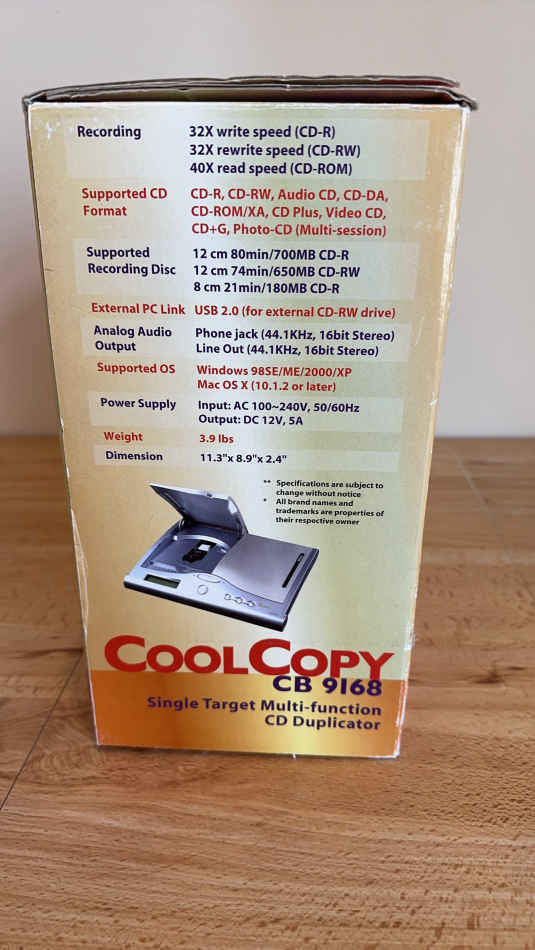 Recording 32X write speed (CD-R)
32X rewrite speed (CD-RW)
40X read speed (CD-ROM)
Supported CD Format CD-R, CD-RW, Audio CD, CD-DA,
CD-ROM/XA, CD Plus, Video CD,
CD+G, Photo-CD (Multi-session)
Supported Recording Disc 12 cm 80min/700MB CD-R
12 cm 74min/650MB CD-RW
8 cm 21min/180MB CD-R
External PC Link USB 2.0 (for external CD-RW drive)
Analog Audio Output Phone jack (44.1KHz, 16bit Stereo)
Line Out (44.1KHz, 16bit Stereo)
Supported OS Windows 98SE/ME/2000/XP
Mac OS X (10.1.2 or later)
Power Supply Input: AC 100~240V, 50/60Hz
Output: DC 12V, 5A
Weight 3.9 lbs
Dimension 11.3"x 8.9"x 2.4"
** Specifications are subject to
change without notice
* All brand names and
trademarks are properties of
their respective owner
COOLCOPY
CB 9168
Single Target Multi-function
CD Duplicator